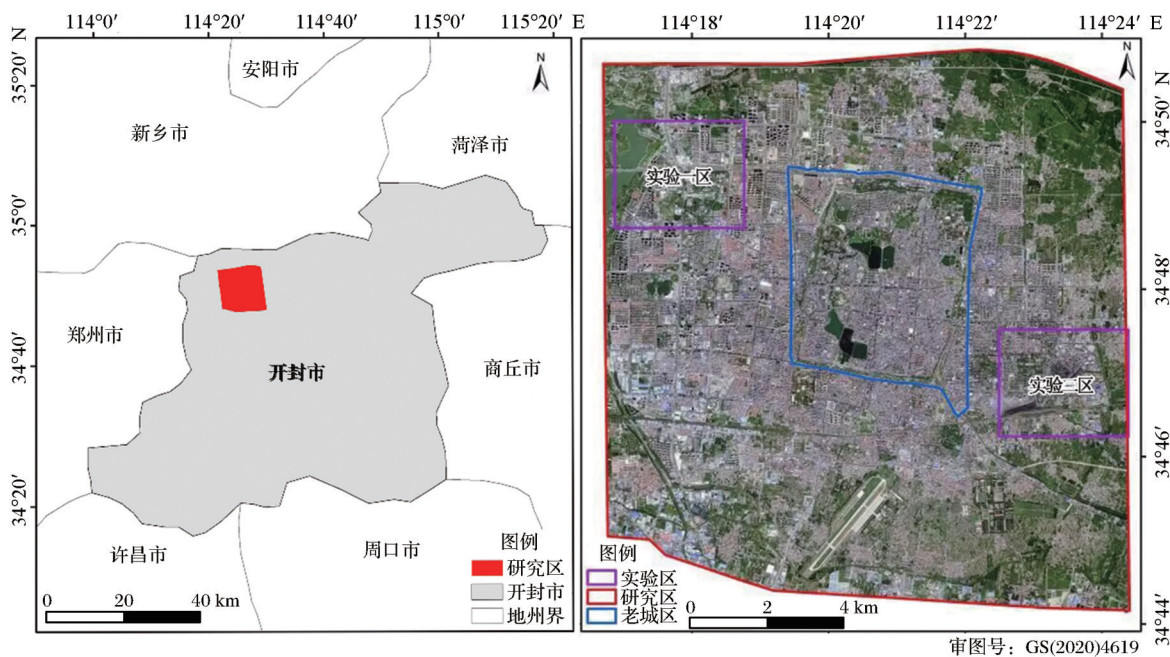 114°0′ 114°20′ 114°40′ 115°0′ 115°20′ E
N
35°20′
35°0′
34°40′
34°20′
N
安阳市
新乡市
菏泽市
郑州市
开封市
商丘市
许昌市
周口市
图例
研究区
开封市
地州界
0 20 40 km
114°18′ 114°20′ 114°22′ 114°24′ E
N
34°50′
34°48′
34°46′
34°44′
N
实验一区
实验二区
图例
实验区
研究区
老城区
0 2 4 km
审图号：GS(2020)4619